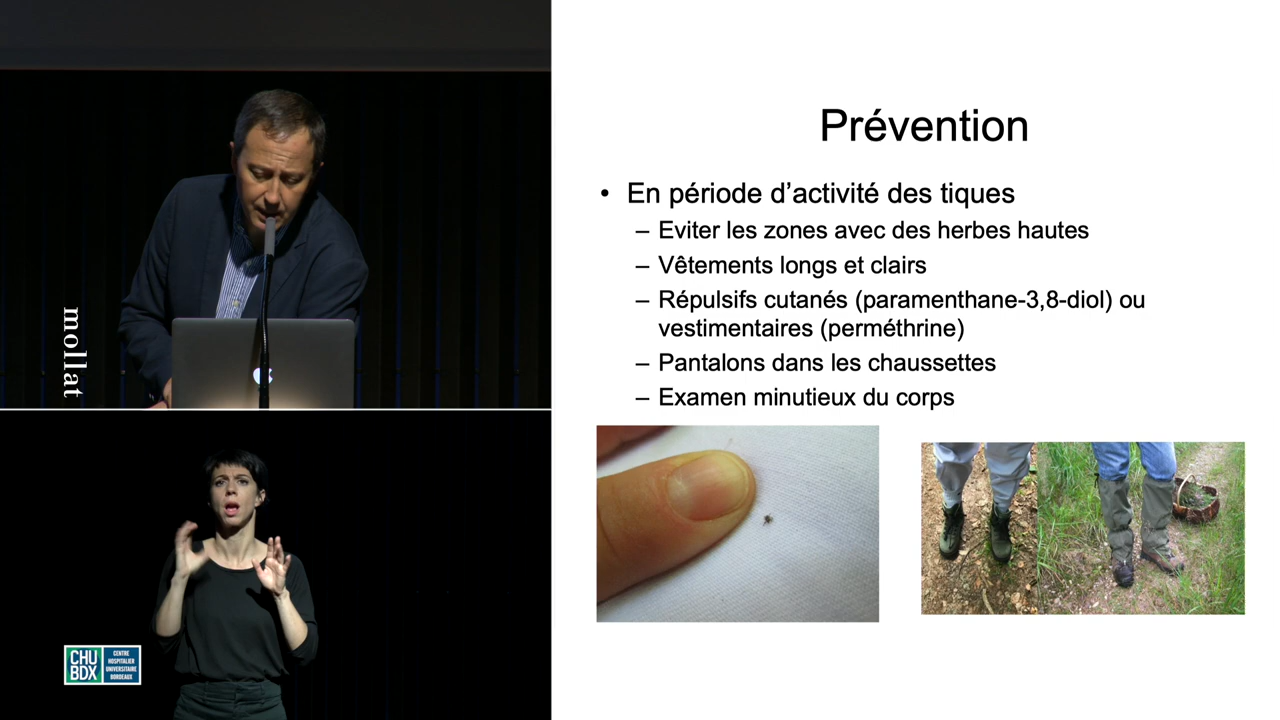 mollat
CHU
BDX
CENTRE
HOSPITALIER
UNIVERSITAIRE
BORDEAUX
Prévention
• En période d’activité des tiques
– Eviter les zones avec des herbes hautes
– Vêtements longs et clairs
– Répulsifs cutanés (paramenthane-3,8-diol) ou
vestimentaires (perméthrine)
– Pantalons dans les chaussettes
– Examen minutieux du corps